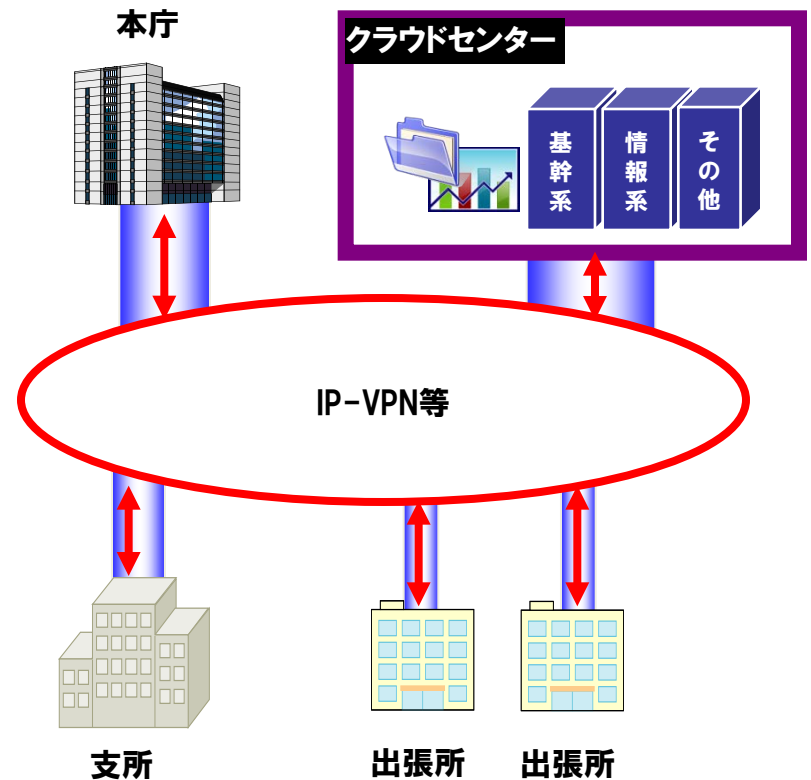 本庁
クラウドセンター
基幹系
情報系
その他
IP-VPN等
支所
出張所
出張所